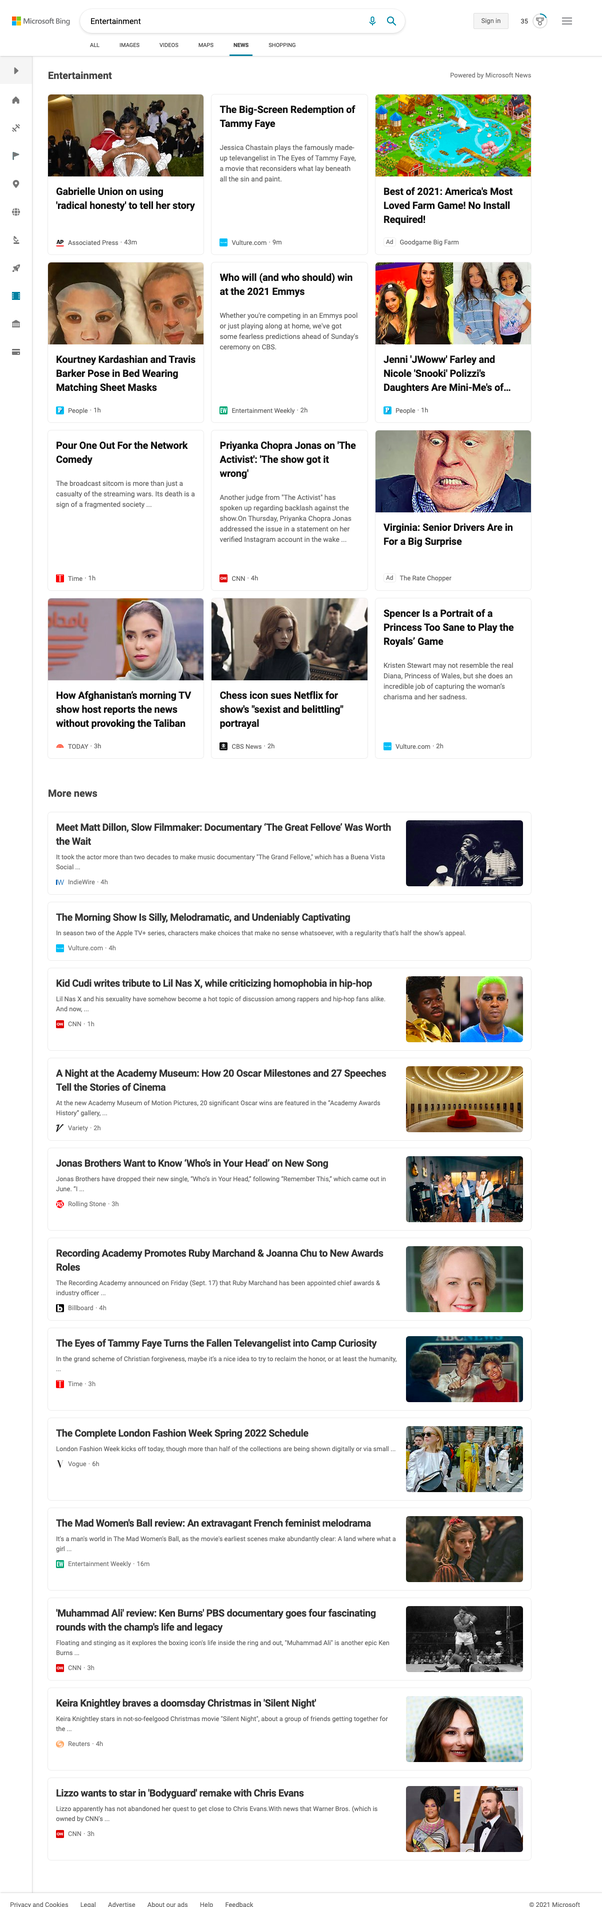 Microsoft Bing
Entertainment
Sign in
35
ALL
IMAGES
VIDEOS
MAPS
NEWS
SHOPPING
Entertainment
Powered by Microsoft News
Gabrielle Union on using
'radical honesty' to tell her story
AP Associated Press · 43m
The Big-Screen Redemption of
Tammy Faye
Jessica Chastain plays the famously made-
up televangelist in The Eyes of Tammy Faye,
a movie that reconsiders what lay beneath
all the sin and paint.
Vulture.com · 9m
Best of 2021: America's Most
Loved Farm Game! No Install
Required!
Ad Goodgame Big Farm
Kourtney Kardashian and Travis
Barker Pose in Bed Wearing
Matching Sheet Masks
People · 1h
Who will (and who should) win
at the 2021 Emmys
Whether you're competing in an Emmys pool
or just playing along at home, we've got
some fearless predictions ahead of Sunday's
ceremony on CBS.
Entertainment Weekly · 2h
Jenni 'JWoww' Farley and
Nicole 'Snooki' Polizzi's
Daughters Are Mini-Me's of...
People · 1h
Pour One Out For the Network
Comedy
The broadcast sitcom is more than just a
casualty of the streaming wars. Its death is a
sign of a fragmented society ...
Time · 1h
Priyanka Chopra Jonas on 'The
Activist': 'The show got it
wrong'
Another judge from "The Activist" has
spoken up regarding backlash against the
show.On Thursday, Priyanka Chopra Jonas
addressed the issue in a statement on her
verified Instagram account in the wake ...
CNN · 4h
Virginia: Senior Drivers Are in
For a Big Surprise
Ad The Rate Chopper
How Afghanistan's morning TV
show host reports the news
without provoking the Taliban
TODAY · 3h
Chess icon sues Netflix for
show's "sexist and belittling"
portrayal
CBS News · 2h
Spencer Is a Portrait of a
Princess Too Sane to Play the
Royals' Game
Kristen Stewart may not resemble the real
Diana, Princess of Wales, but she does an
incredible job of capturing the woman's
charisma and her sadness.
Vulture.com · 2h
More news
Meet Matt Dillon, Slow Filmmaker: Documentary 'The Great Fellove' Was Worth
the Wait
It took the actor more than two decades to make music documentary "The Grand Fellove," which has a Buena Vista
Social ...
IndieWire · 4h
The Morning Show Is Silly, Melodramatic, and Undeniably Captivating
In season two of the Apple TV+ series, characters make choices that make no sense whatsoever, with a regularity that's half the show's appeal.
Vulture.com · 4h
Kid Cudi writes tribute to Lil Nas X, while criticizing homophobia in hip-hop
Lil Nas X and his sexuality have somehow become a hot topic of discussion among rappers and hip-hop fans alike.
And now, ...
CNN · 1h
A Night at the Academy Museum: How 20 Oscar Milestones and 27 Speeches
Tell the Stories of Cinema
At the new Academy Museum of Motion Pictures, 20 significant Oscar wins are featured in the "Academy Awards
History" gallery, ...
Variety · 2h
Jonas Brothers Want to Know 'Who's in Your Head' on New Song
Jonas Brothers have dropped their new single, "Who's in Your Head," following "Remember This," which came out in
June. "I ...
Rolling Stone · 3h
Recording Academy Promotes Ruby Marchand & Joanna Chu to New Awards
Roles
The Recording Academy announced on Friday (Sept. 17) that Ruby Marchand has been appointed chief awards &
industry officer ...
Billboard · 4h
The Eyes of Tammy Faye Turns the Fallen Televangelist into Camp Curiosity
In the grand scheme of Christian forgiveness, maybe it's a nice idea to try to reclaim the honor, or at least the humanity,
...
Time · 3h
ABC NEWS
The Complete London Fashion Week Spring 2022 Schedule
London Fashion Week kicks off today, though more than half of the collections are being shown digitally or via small ...
Vogue · 6h
The Mad Women's Ball review: An extravagant French feminist melodrama
It's a man's world in The Mad Women's Ball, as the movie's earliest scenes make abundantly clear: A land where what a
girl ...
Entertainment Weekly · 16m
'Muhammad Ali' review: Ken Burns' PBS documentary goes four fascinating
rounds with the champ's life and legacy
Floating and stinging as it explores the boxing icon's life inside the ring and out, "Muhammad Ali" is another epic Ken
Burns ...
CNN · 3h
Keira Knightley braves a doomsday Christmas in 'Silent Night'
Keira Knightley stars in not-so-feelgood Christmas movie "Silent Night", about a group of friends getting together for
the ...
Reuters · 4h
Lizzo wants to star in 'Bodyguard' remake with Chris Evans
Lizzo apparently has not abandoned her quest to get close to Chris Evans.With news that Warner Bros. (which is
owned by CNN's ...
CNN · 3h
Privacy and Cookies
Legal
Advertise
About our ads
Help
Feedback
© 2021 Microsoft